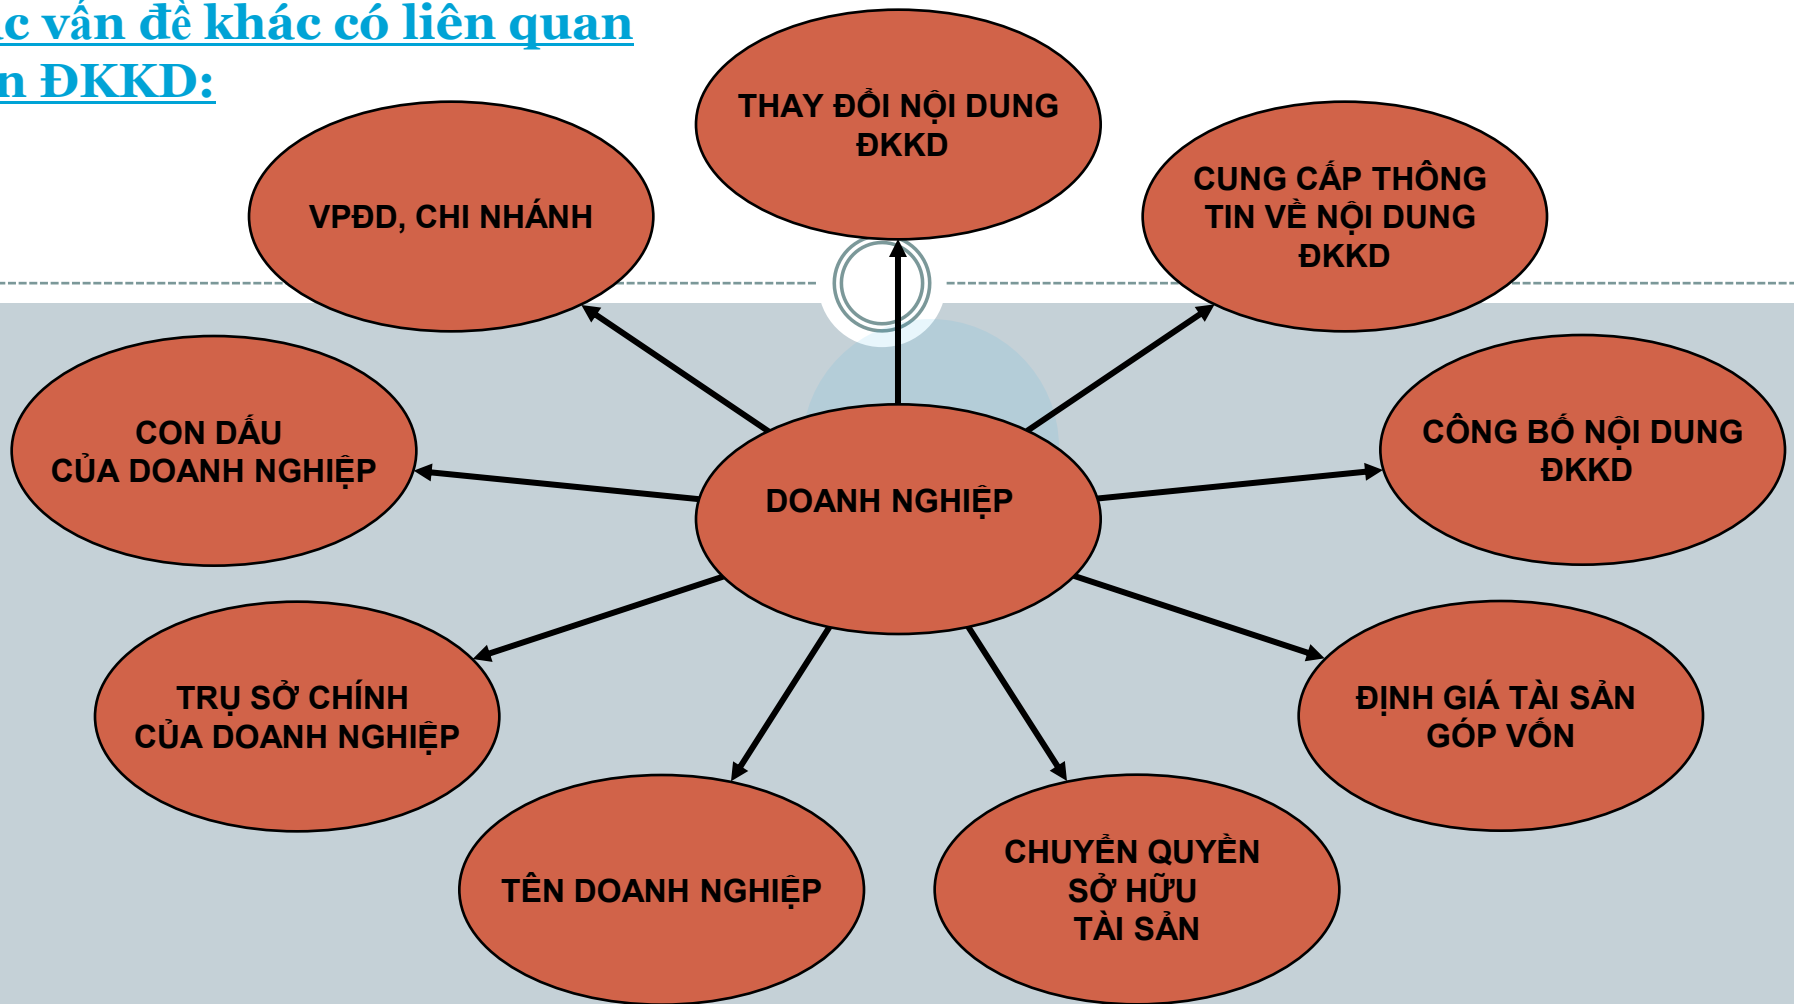 vấn đề khác có liên quan
ĐKKD:
THAY ĐỔI NỘI DUNG
ĐKKD
CUNG CẤP THÔNG
TIN VỀ NỘI DUNG
ĐKKD
VPĐD, CHI NHÁNH
CON DẤU
CỦA DOANH NGHIỆP
CÔNG BỐ NỘI DUNG
ĐKKD
DOANH NGHIỆP
TRỤ SỞ CHÍNH
CỦA DOANH NGHIỆP
ĐỊNH GIÁ TÀI SẢN
GÓP VỐN
TÊN DOANH NGHIỆP
CHUYỂN QUYỀN
SỞ HỮU
TÀI SẢN